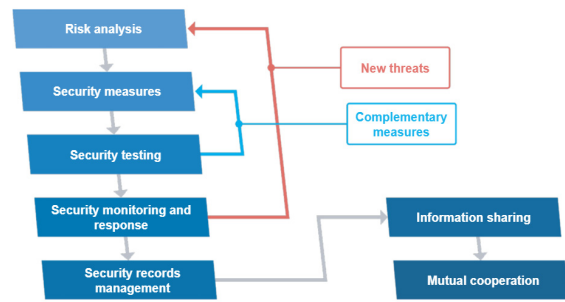 Risk analysis
New threats
Security measures
Complementary
measures
Security testing
Security monitoring and
response
Information sharing
Security records
management
Mutual cooperation